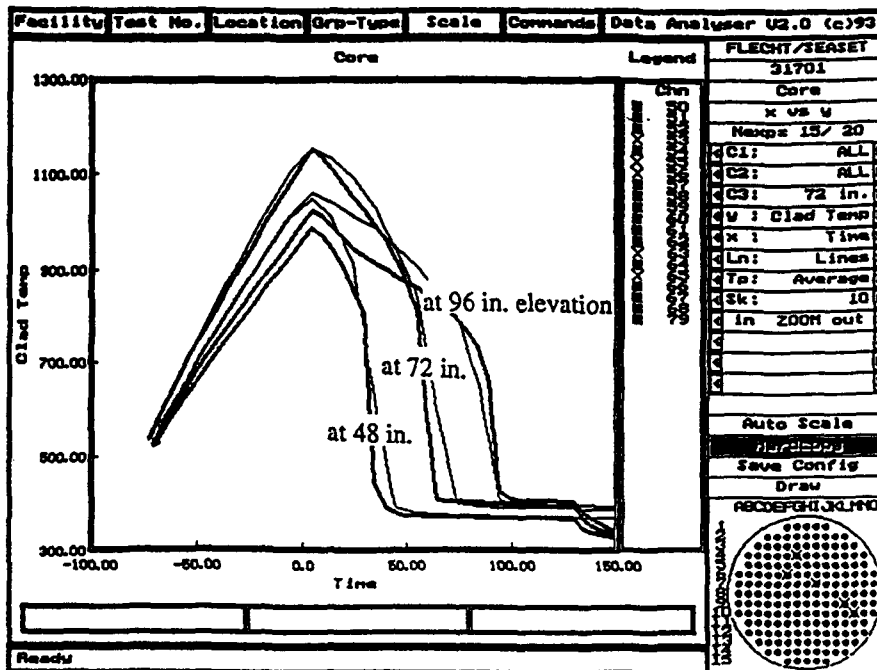 Facility Test No. Location Grp-Type Scale Commands Data Analyser V2.0 (c)93
Core
Legend
1300.00
1100.00
900.00
700.00
500.00
300.00
Clad Temp
-100.00 -50.00 0.0 50.00 100.00 150.00
Time
at 96 in. elevation
at 72 in.
at 48 in.
Chn
FLECHT/SEASET
31701
Core
x vs y
Nexp= 15/ 20
C1: ALL
C2: ALL
C3: 72 in.
y : Clad Temp
x : Time
Ln: Lines
Tp: Average
Sk: 10
in ZOOM out
Auto Scale
Hardcopy
Save Config
Draw
ABCDEFGHIJKLMNO
Ready